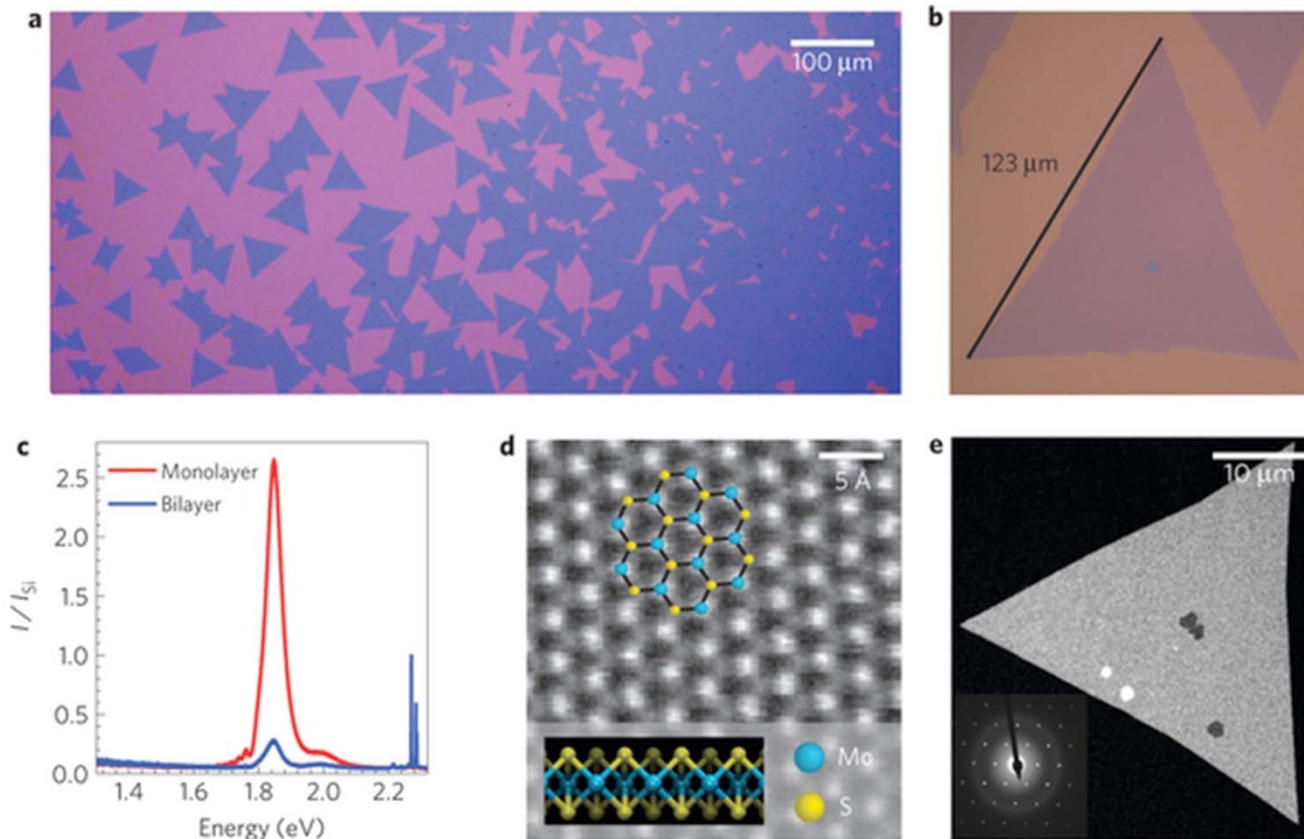 a
100 μm
b
123 μm
c
Monolayer
Bilayer
2.5
2.0
1.5
1.0
0.5
0.0
I/I_Si
1.4
1.6
1.8
2.0
2.2
Energy (eV)
d
5 Å
Mo
S
e
10 μm